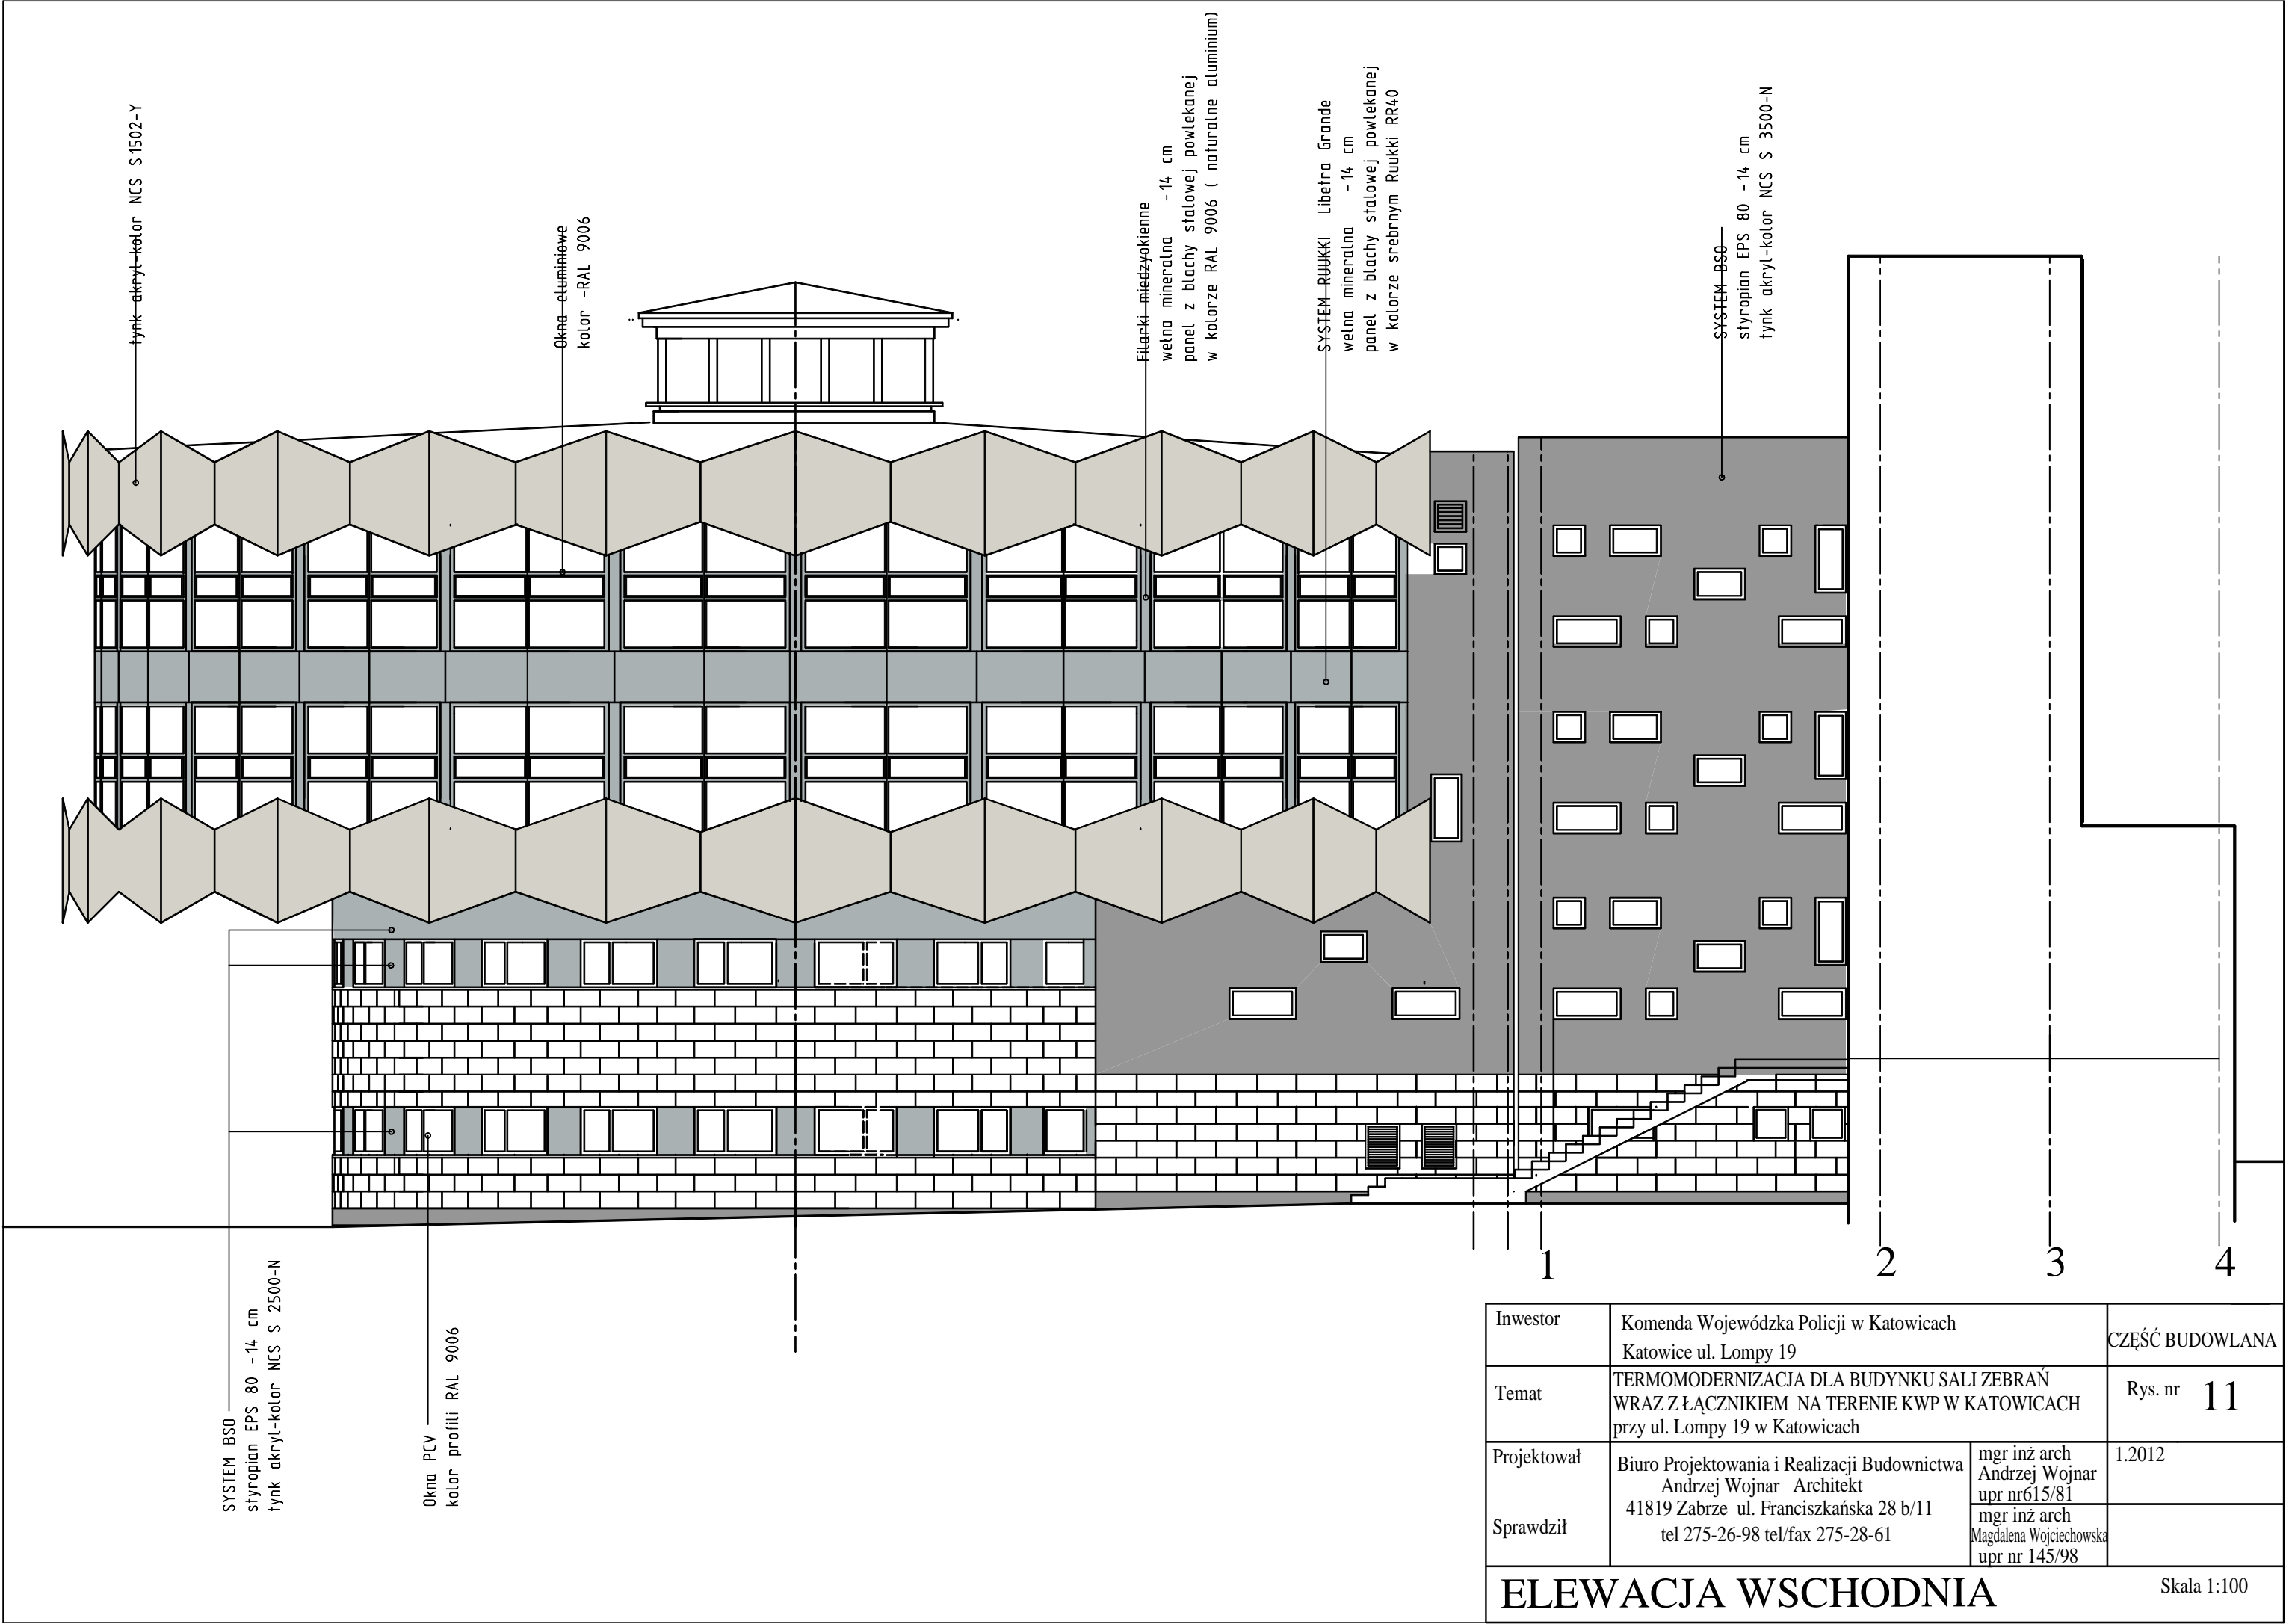 tynk akryl-kolor NCS S1502-Y
Okna eluminiowe
kolor -RAL 9006
Filarki miedzyokienne
wełna mineralna -14 cm
panel z blachy stalowej powlekanej
w kolorze RAL 9006 ( naturalne aluminium)
SYSTEM RUUKKI Libetra Grande
wełna mineralna -14 cm
panel z blachy stalowej powlekanej
w kolorze srebrnym Ruukki RR40
SYSTEM BSO
styropian EPS 80 -14 cm
tynk akryl-kolor NCS S 3500-N
SYSTEM BSO
styropian EPS 80 -14 cm
tynk akryl-kolor NCS S 2500-N
Okna PCV
kolor profili RAL 9006
1
2
3
4
Inwestor
Komenda Wojewódzka Policji w Katowicach
Katowice ul. Lompy 19
CZĘŚĆ BUDOWLANA
Temat
TERMOMODERNIZACJA DLA BUDYNKU SALI ZEBRAŃ
WRAZ Z ŁĄCZNIKIEM NA TERENIE KWP W KATOWICACH
przy ul. Lompy 19 w Katowicach
Rys. nr 11
Projektował
Biuro Projektowania i Realizacji Budownictwa
Andrzej Wojnar Architekt
41819 Zabrze ul. Franciszkańska 28 b/11
tel 275-26-98 tel/fax 275-28-61
mgr inż arch
Andrzej Wojnar
upr nr615/81
1.2012
Sprawdził
mgr inż arch
Magdalena Wojciechowska
upr nr 145/98
ELEWACJA WSCHODNIA
Skala 1:100